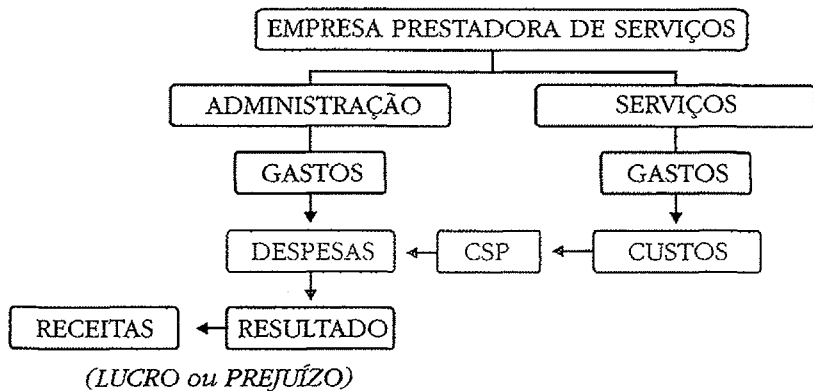 EMPRESA PRESTADORA DE SERVIÇOS
ADMINISTRAÇÃO
SERVIÇOS
GASTOS
GASTOS
DESPESAS
CSP
CUSTOS
RECEITAS
RESULTADO
(LUCRO ou PREJUÍZO)